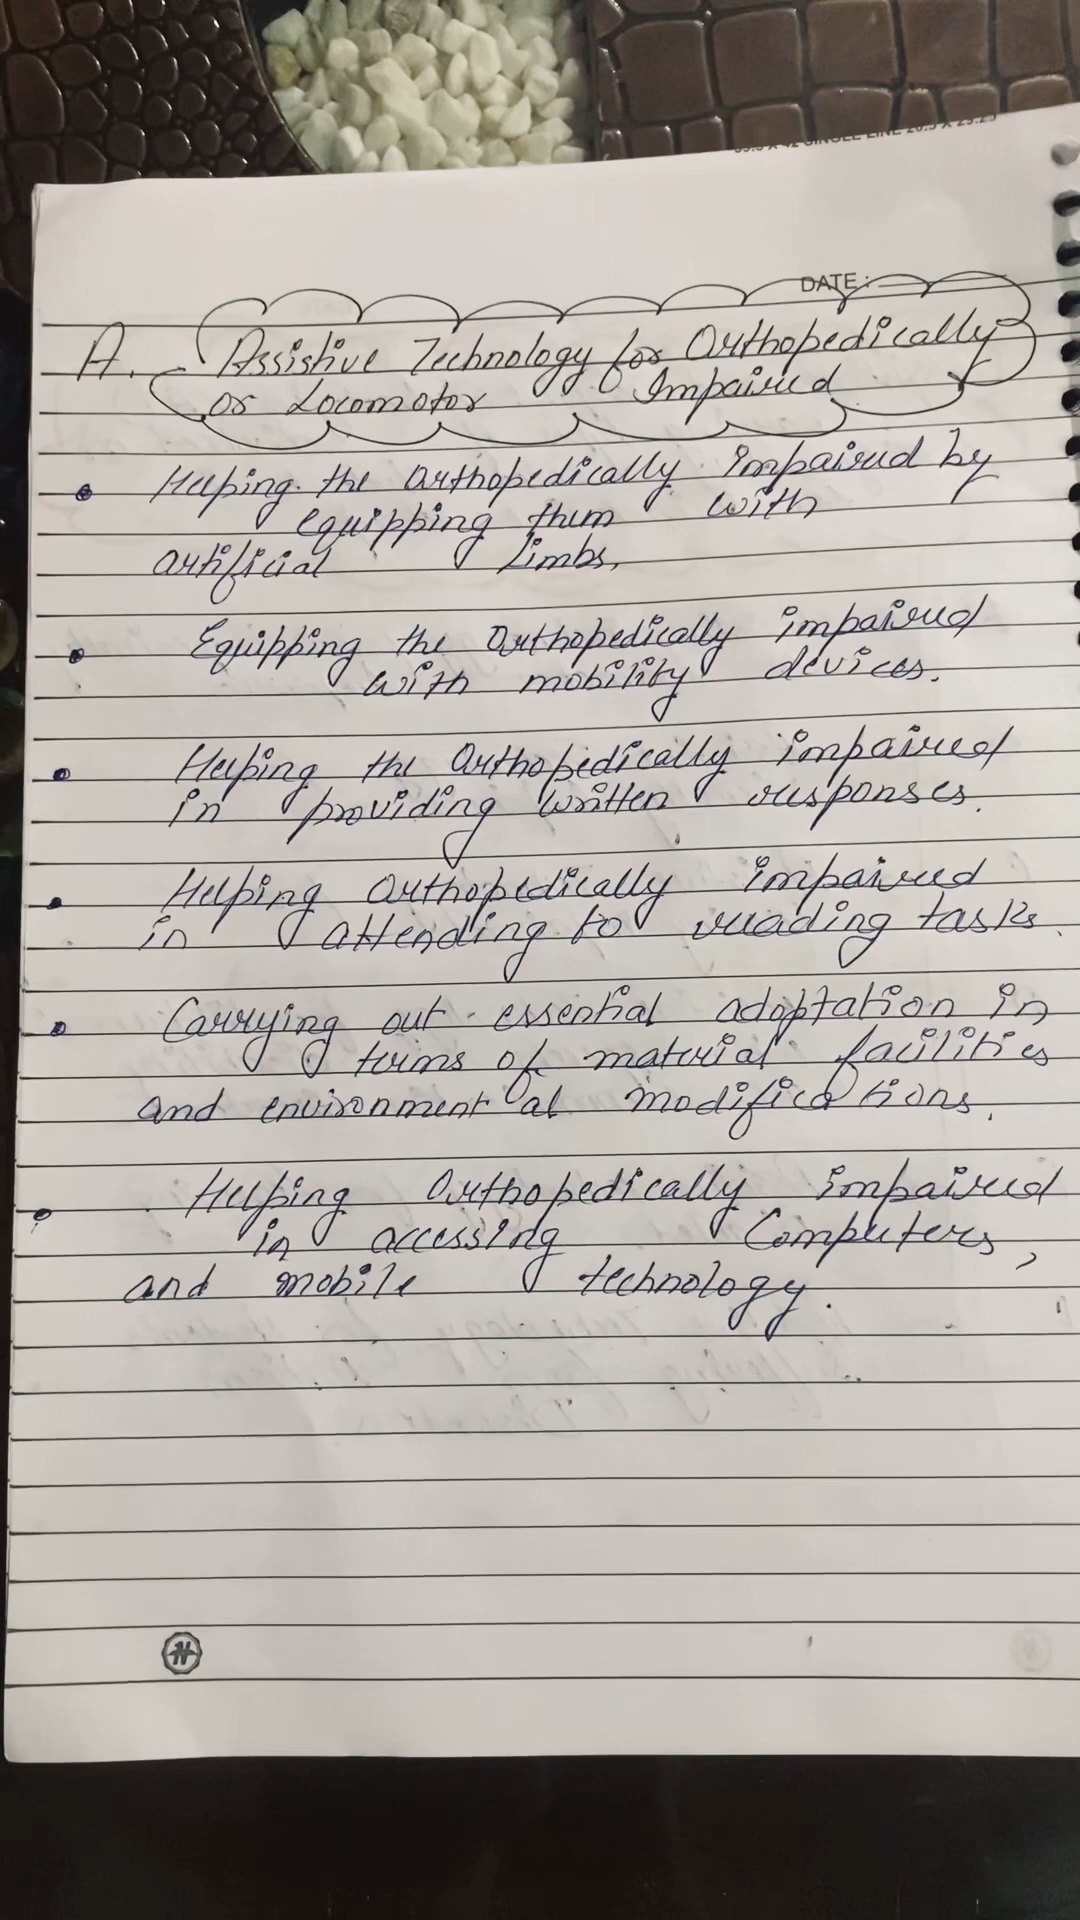 SINGLE LINE
DATE :
A. Assistive Technology for Orthopedically
or Locomotor Impaired
• Helping the Orthopedically Impaired by
equipping them with
artificial limbs.
• Equipping the Orthopedically impaired
with mobility devices.
• Helping the Orthopedically impaired
in providing written responses.
• Helping Orthopedically impaired
in attending to reading tasks.
• Carrying out essential adoptation in
terms of material facilities
and environmental modifications.
• Helping Orthopedically impaired
in accessing Computers,
and mobile technology.
N